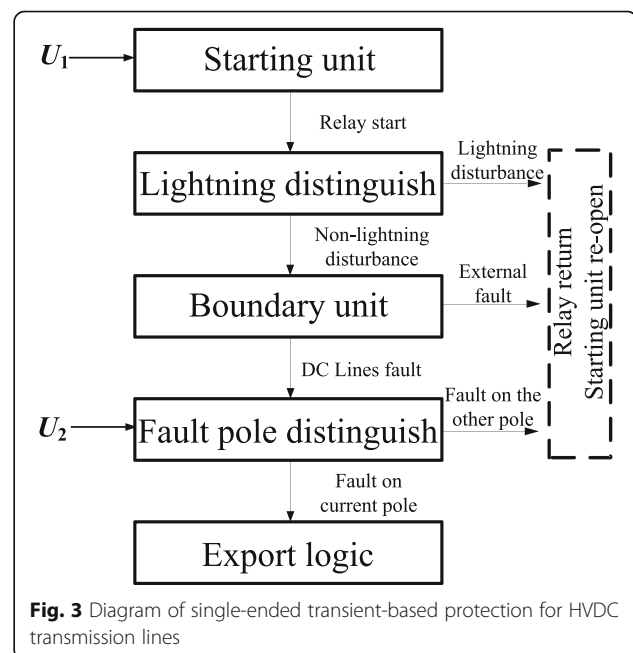 U1
Starting unit
Relay start
Lightning distinguish
Lightning
disturbance
Non-lightning
disturbance
Boundary unit
External
fault
DC Lines fault
U2
Fault pole distinguish
Fault on the
other pole
Fault on
current pole
Export logic
Relay return
Starting unit re-open
Fig. 3 Diagram of single-ended transient-based protection for HVDC
transmission lines